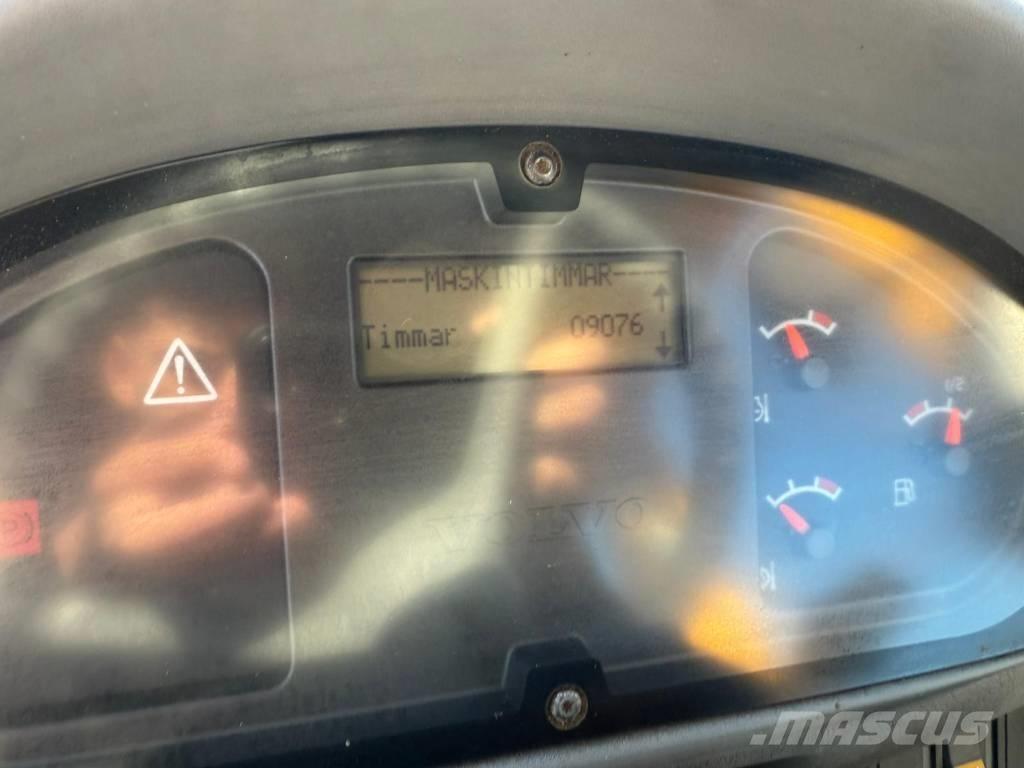 ----MASKINTIMMAR----
Timmar 09076
VOLVO
(P)
MASCUS